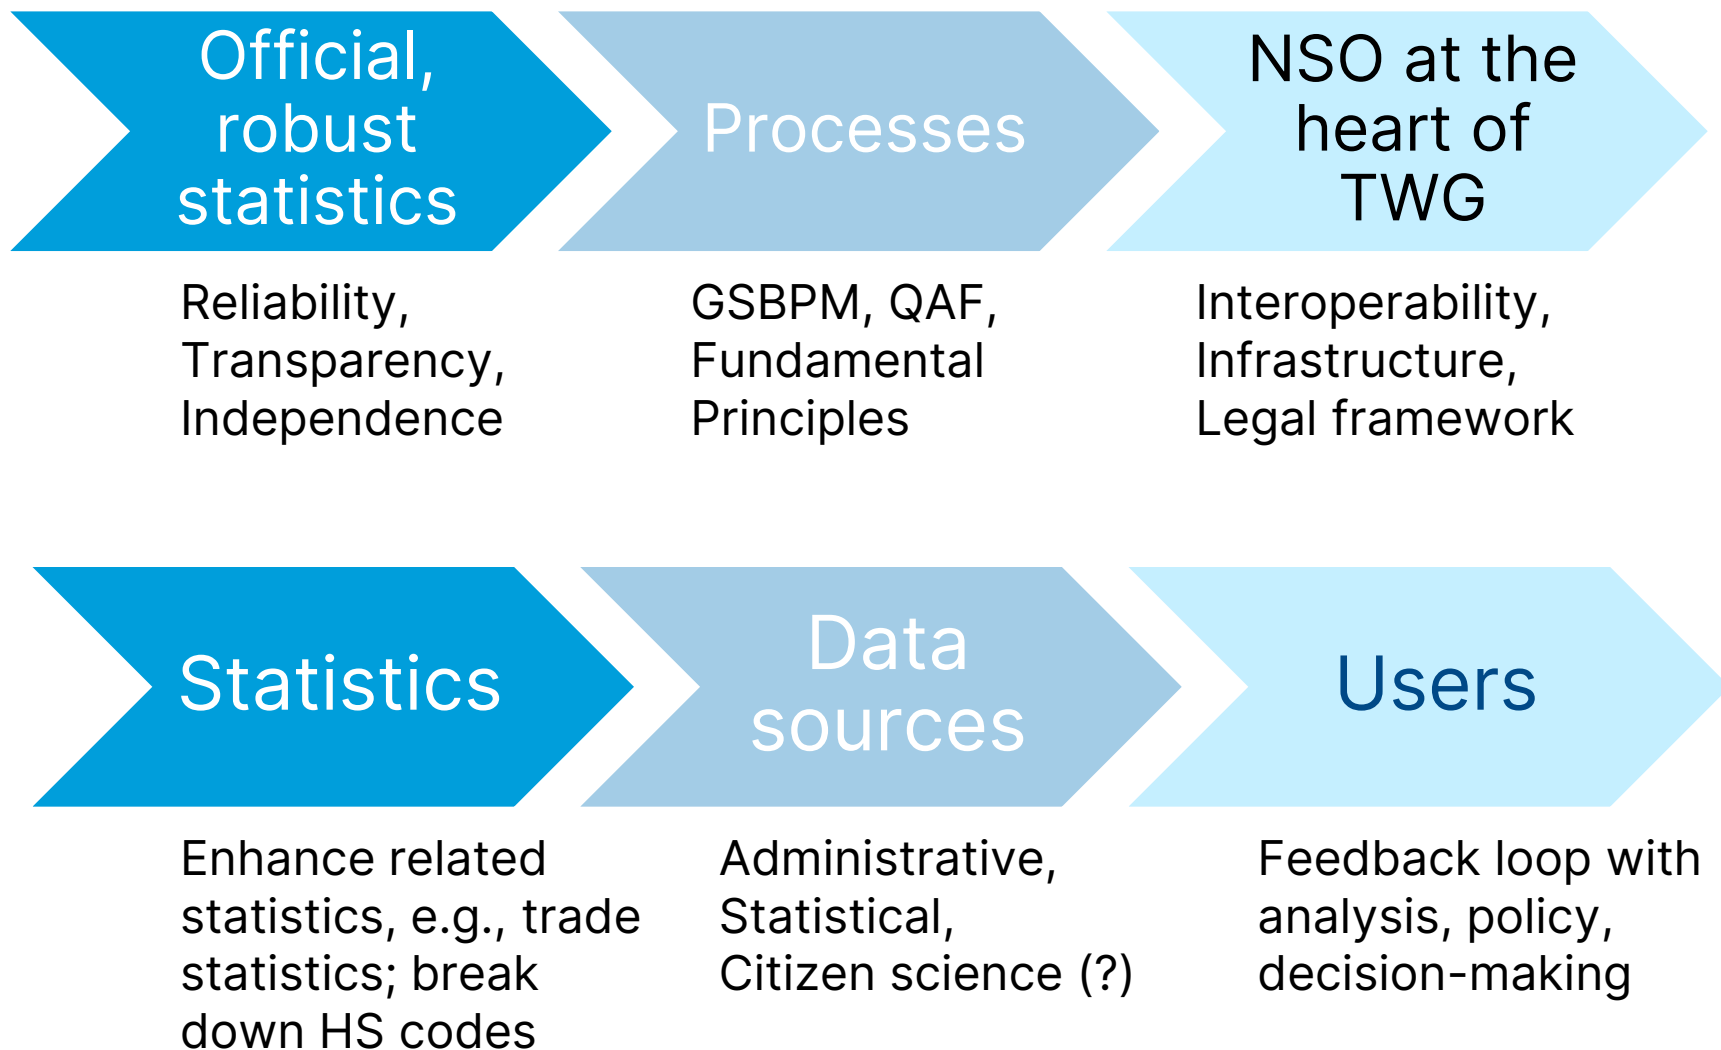 Official,
robust
statistics
Processes
NSO at the
heart of
TWG
Reliability,
Transparency,
Independence
GSBPM, QAF,
Fundamental
Principles
Interoperability,
Infrastructure,
Legal framework
Statistics
Data
sources
Users
Enhance related
statistics, e.g., trade
statistics; break
down HS codes
Administrative,
Statistical,
Citizen science (?)
Feedback loop with
analysis, policy,
decision-making